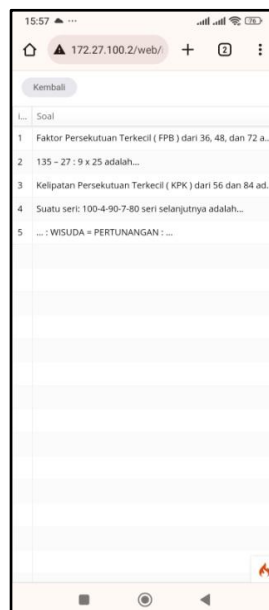 15:57 ...
76
172.27.100.2/web/i
2
Kembali
i... Soal
1 Faktor Persekutuan Terkecil ( FPB ) dari 36, 48, dan 72 a...
2 135 – 27 : 9 x 25 adalah...
3 Kelipatan Persekutuan Terkecil ( KPK ) dari 56 dan 84 ad...
4 Suatu seri: 100-4-90-7-80 seri selanjutnya adalah...
5 ... : WISUDA = PERTUNANGAN : ...